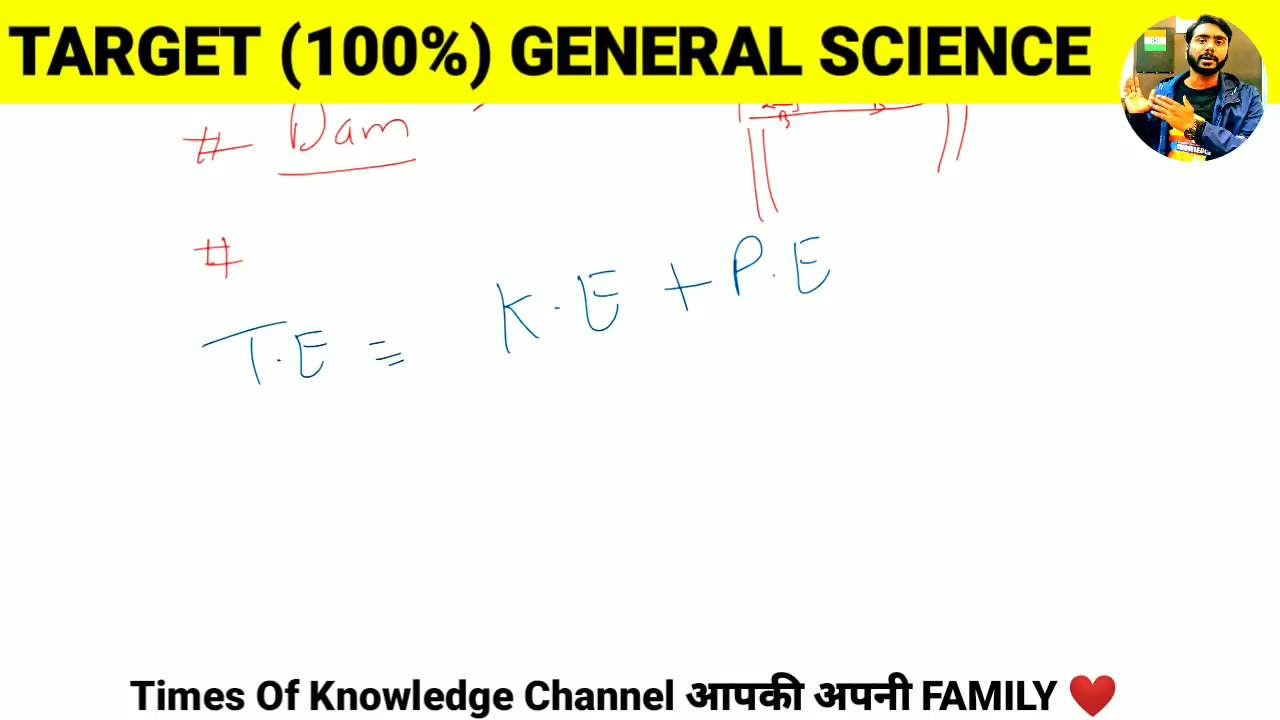 TARGET (100%) GENERAL SCIENCE
# Dam
#
T.E = K.E + P.E
Times Of Knowledge Channel आपकी अपनी FAMILY ❤️